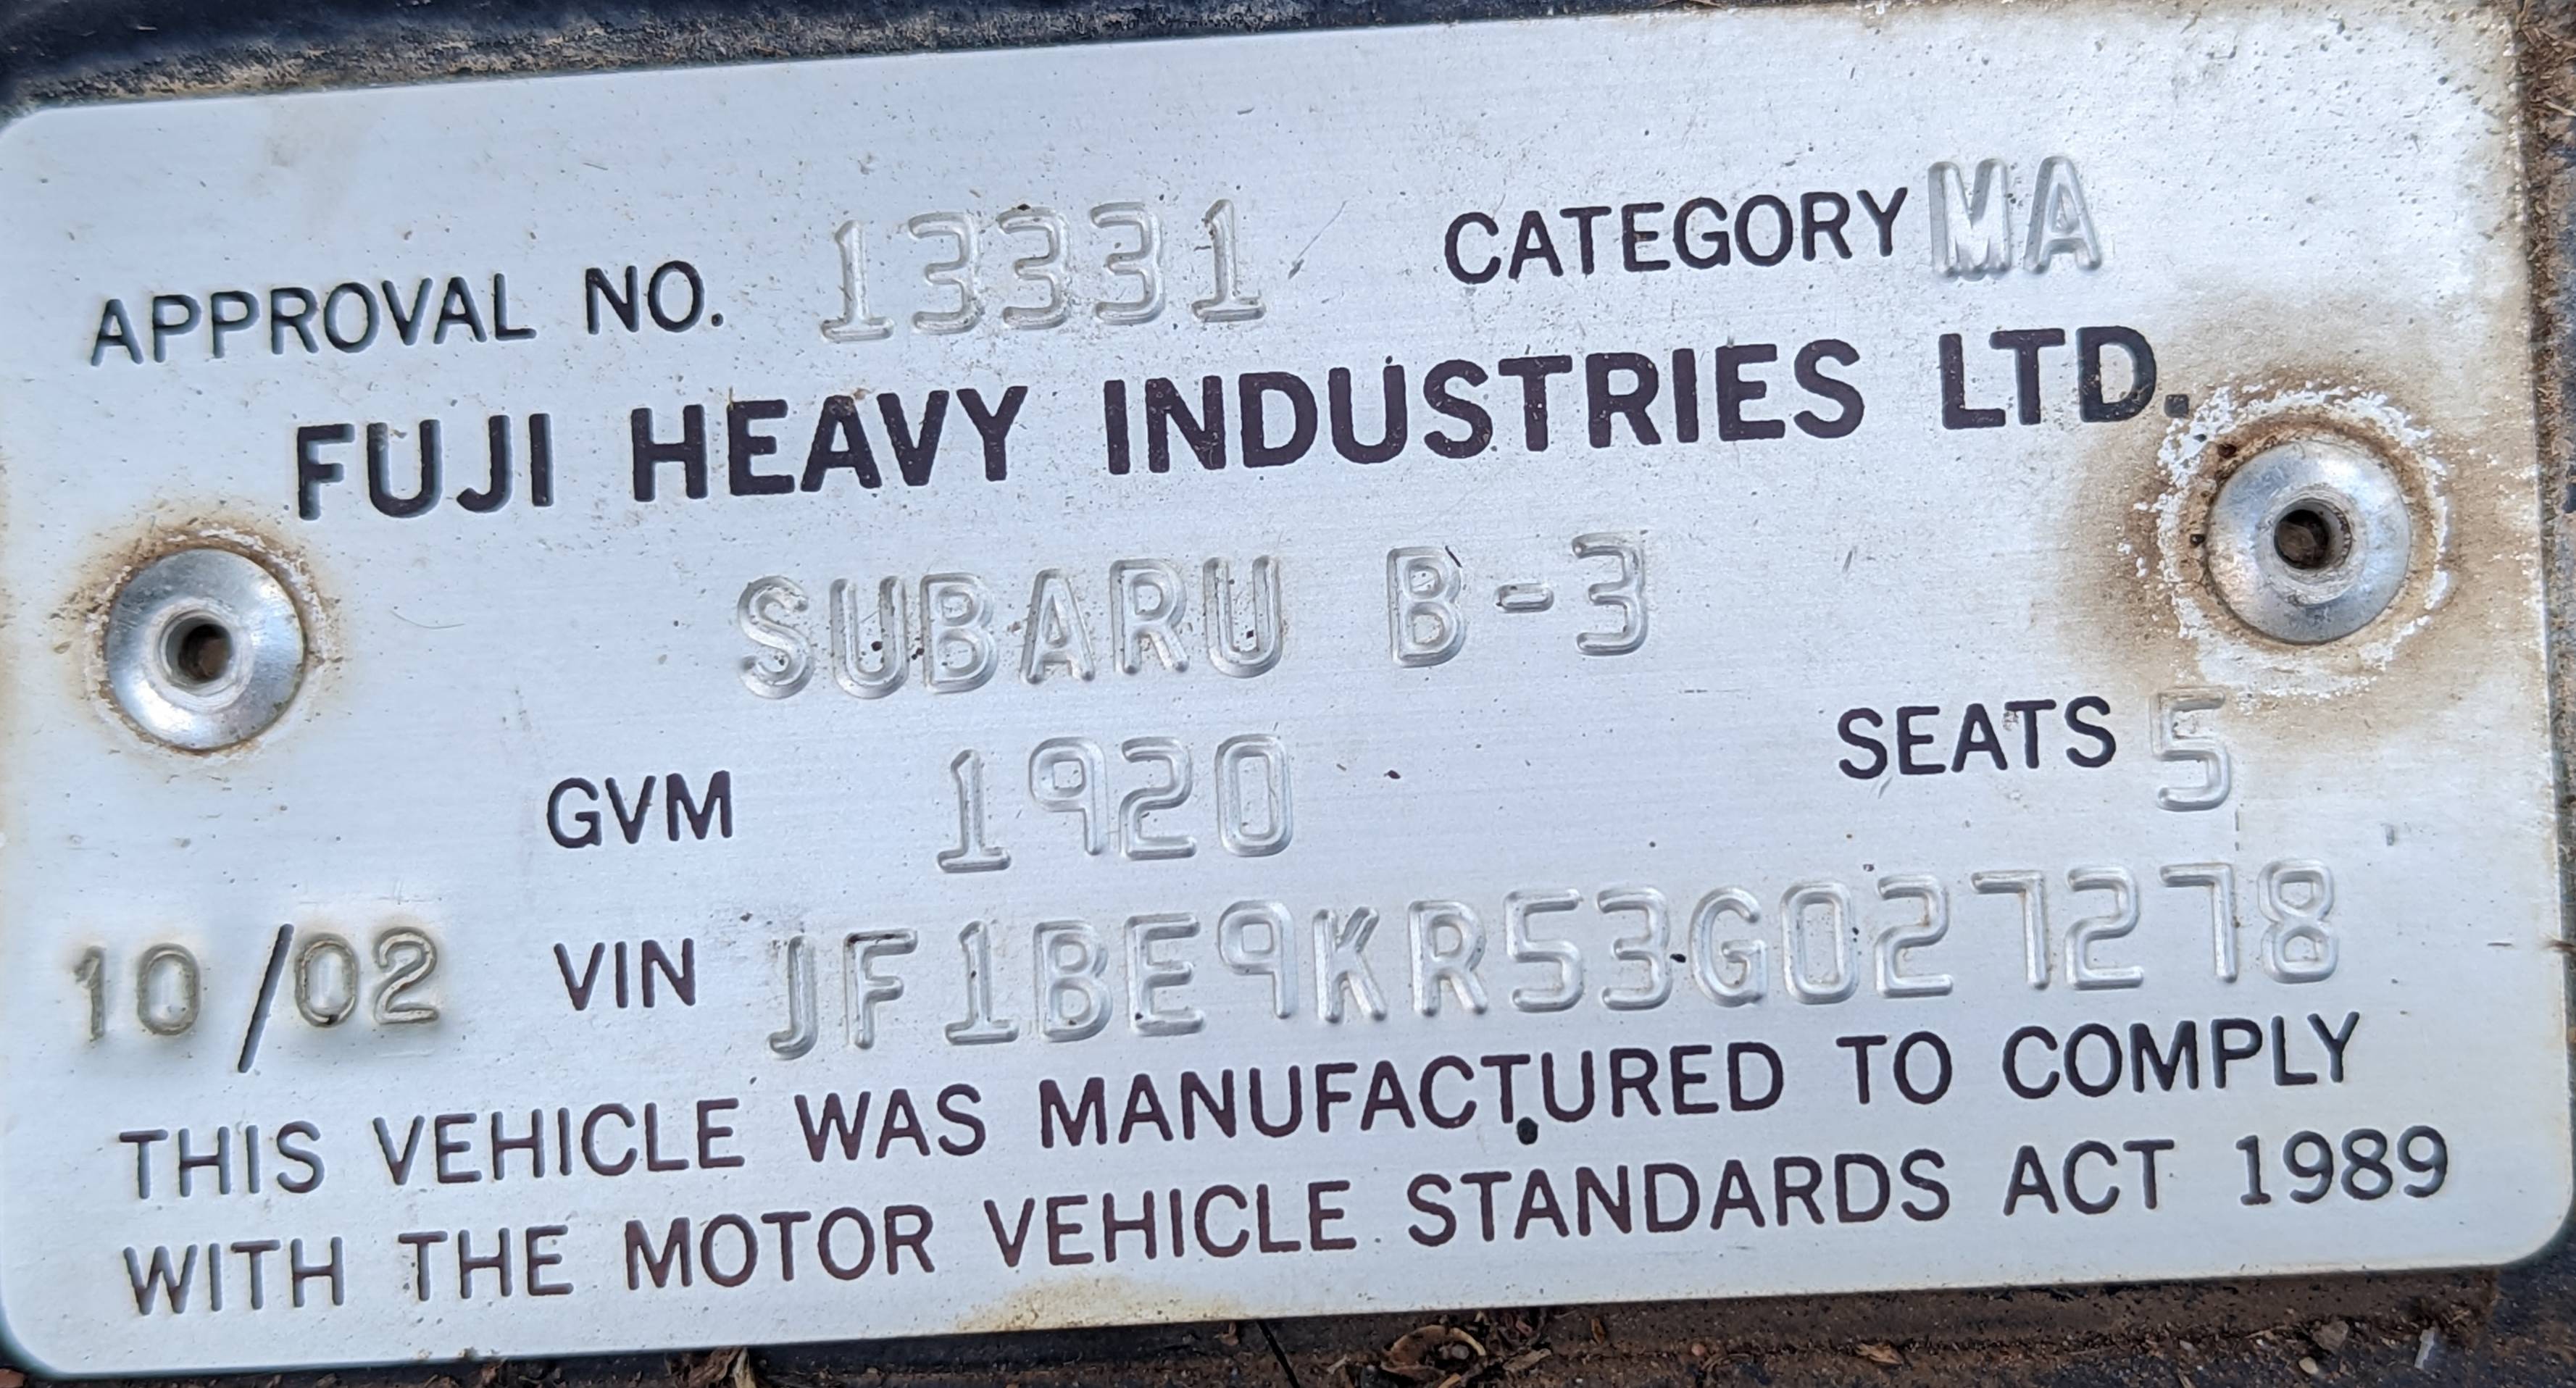 APPROVAL NO. 13331 CATEGORY MA
FUJI HEAVY INDUSTRIES LTD.
SUBARU B-3
GVM 1920 SEATS 5
10/02 VIN JF1BE9KR53G027278
THIS VEHICLE WAS MANUFACTURED TO COMPLY
WITH THE MOTOR VEHICLE STANDARDS ACT 1989